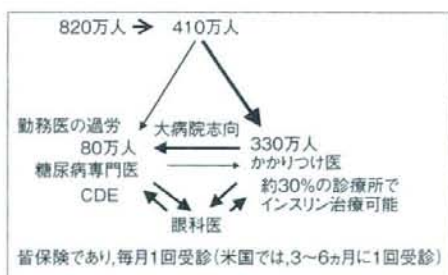 820万人 → 410万人
勤務医の過労
大病院志向
80万人
330万人
糖尿病専門医
かかりつけ医
CDE
約30%の診療所で
インスリン治療可能
眼科医
皆保険であり,毎月1回受診(米国では,3〜6ヵ月に1回受診)